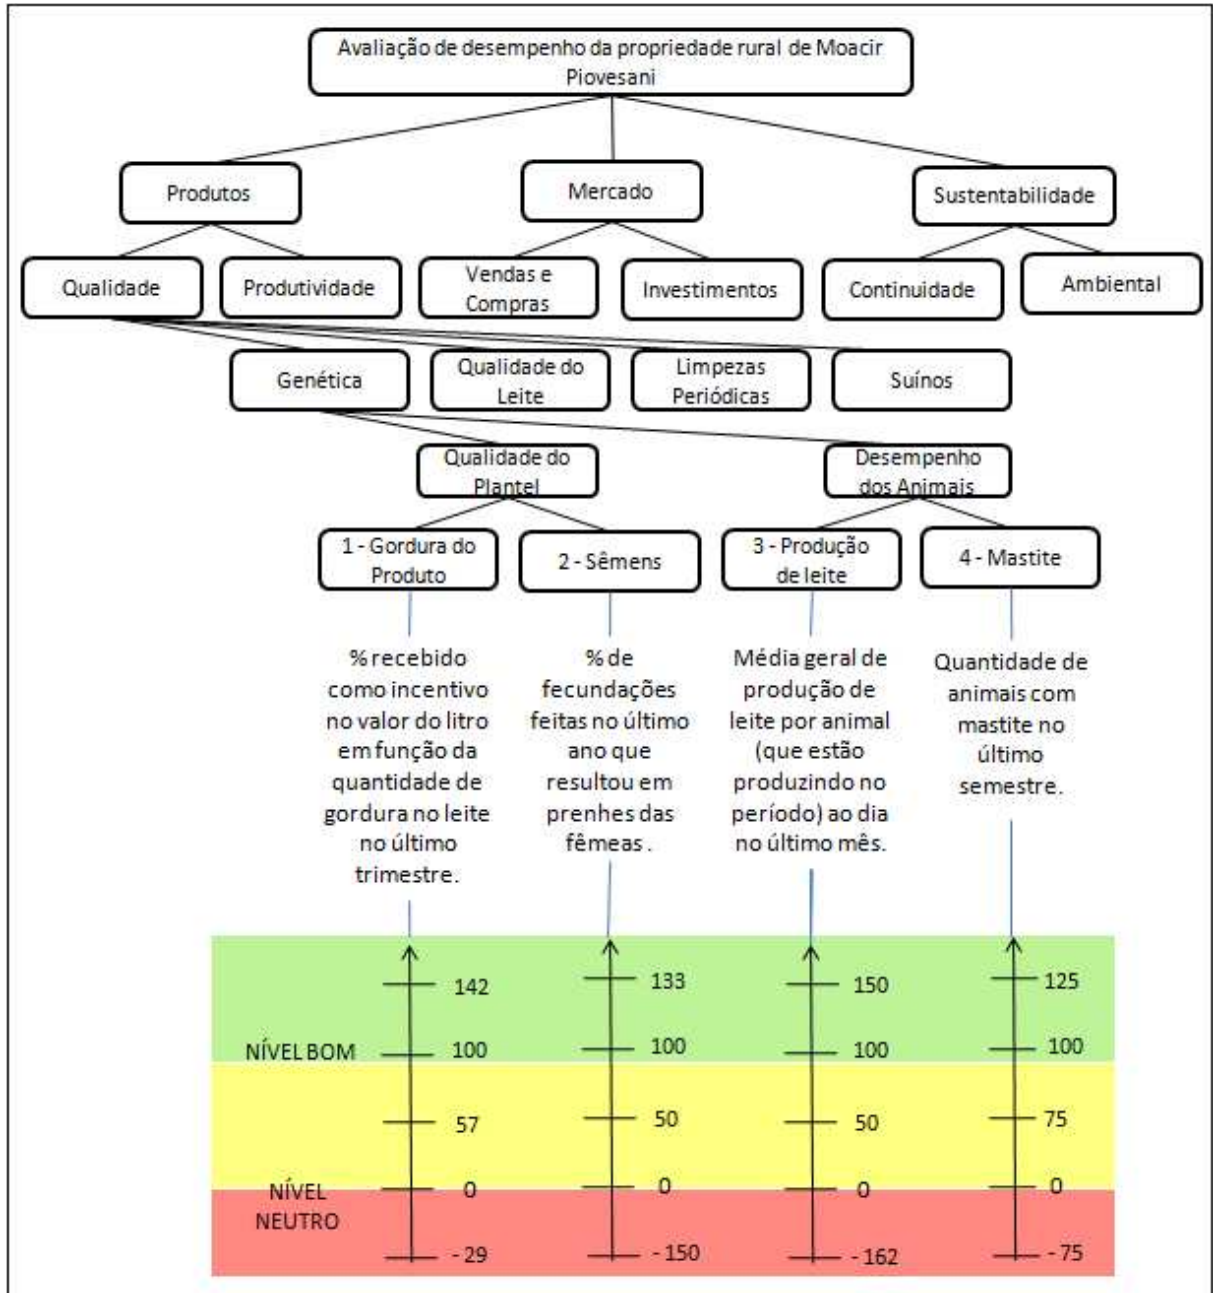 Avaliação de desempenho da propriedade rural de Moacir
Piovesani
Produtos
Mercado
Sustentabilidade
Qualidade
Produtividade
Vendas e
Compras
Investimentos
Continuidade
Ambiental
Genética
Qualidade do
Leite
Limpezas
Periódicas
Suínos
Qualidade do
Plantel
Desempenho
dos Animais
1 - Gordura do
Produto
2 - Sêmens
3 - Produção
de leite
4 - Mastite
% recebido
como incentivo
no valor do litro
em função da
quantidade de
gordura no leite
no último
trimestre.
% de
fecundações
feitas no último
ano que
resultou em
prenhes das
fêmeas .
Média geral de
produção de
leite por animal
(que estão
produzindo no
período) ao dia
no último mês.
Quantidade de
animais com
mastite no
último
semestre.
142 133 150 125
NÍVEL BOM 100 100 100 100
57 50 50 75
NÍVEL
NEUTRO
0 0 0 0
- 29 - 150 - 162 - 75